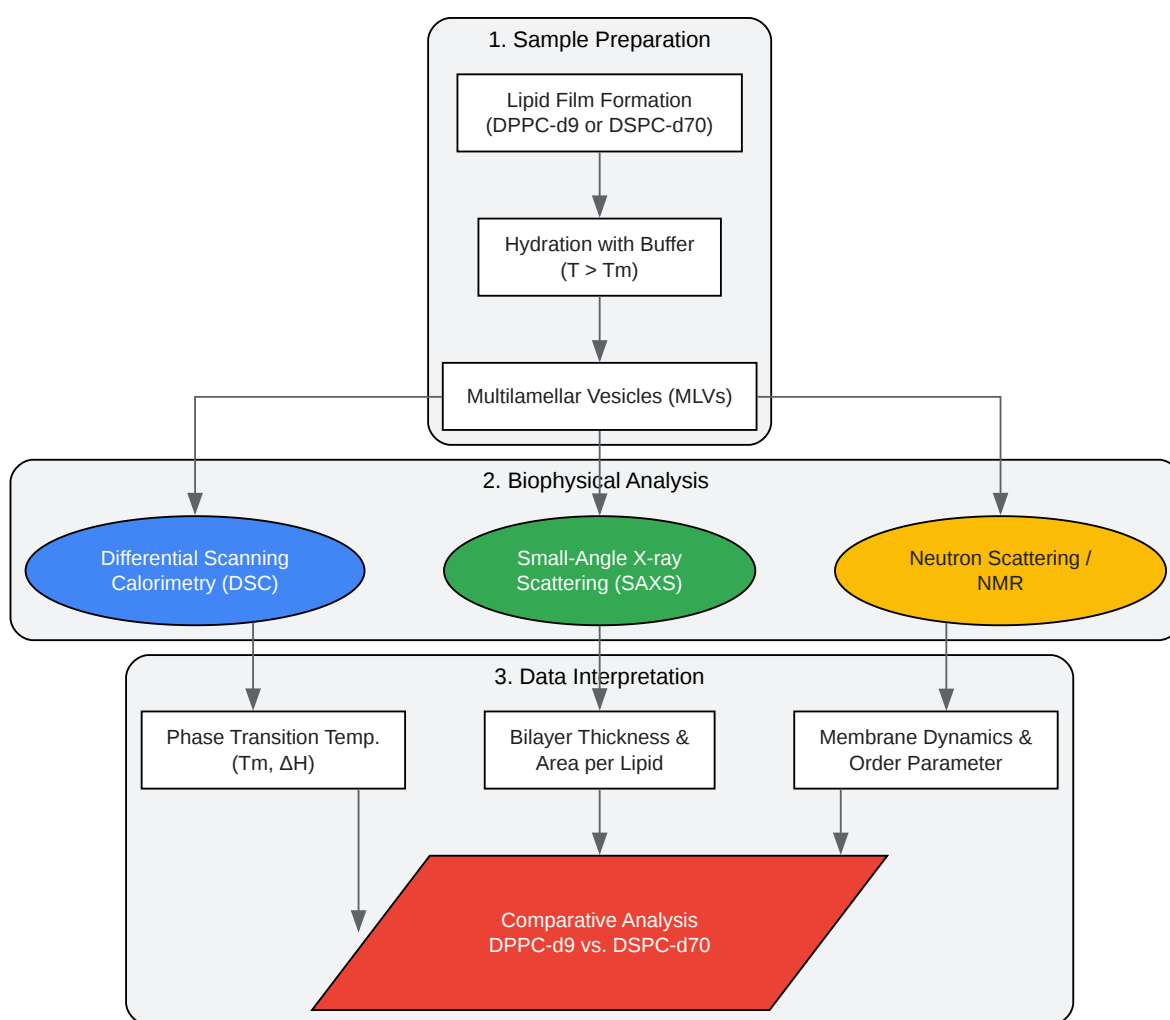 1. Sample Preparation
Lipid Film Formation
(DPPC-d9 or DSPC-d70)
Hydration with Buffer
(T > Tm)
Multilamellar Vesicles (MLVs)
2. Biophysical Analysis
Differential Scanning
Calorimetry (DSC)
Small-Angle X-ray
Scattering (SAXS)
Neutron Scattering /
NMR
3. Data Interpretation
Phase Transition Temp.
(Tm, ΔH)
Bilayer Thickness &
Area per Lipid
Membrane Dynamics &
Order Parameter
Comparative Analysis
DPPC-d9 vs. DSPC-d70